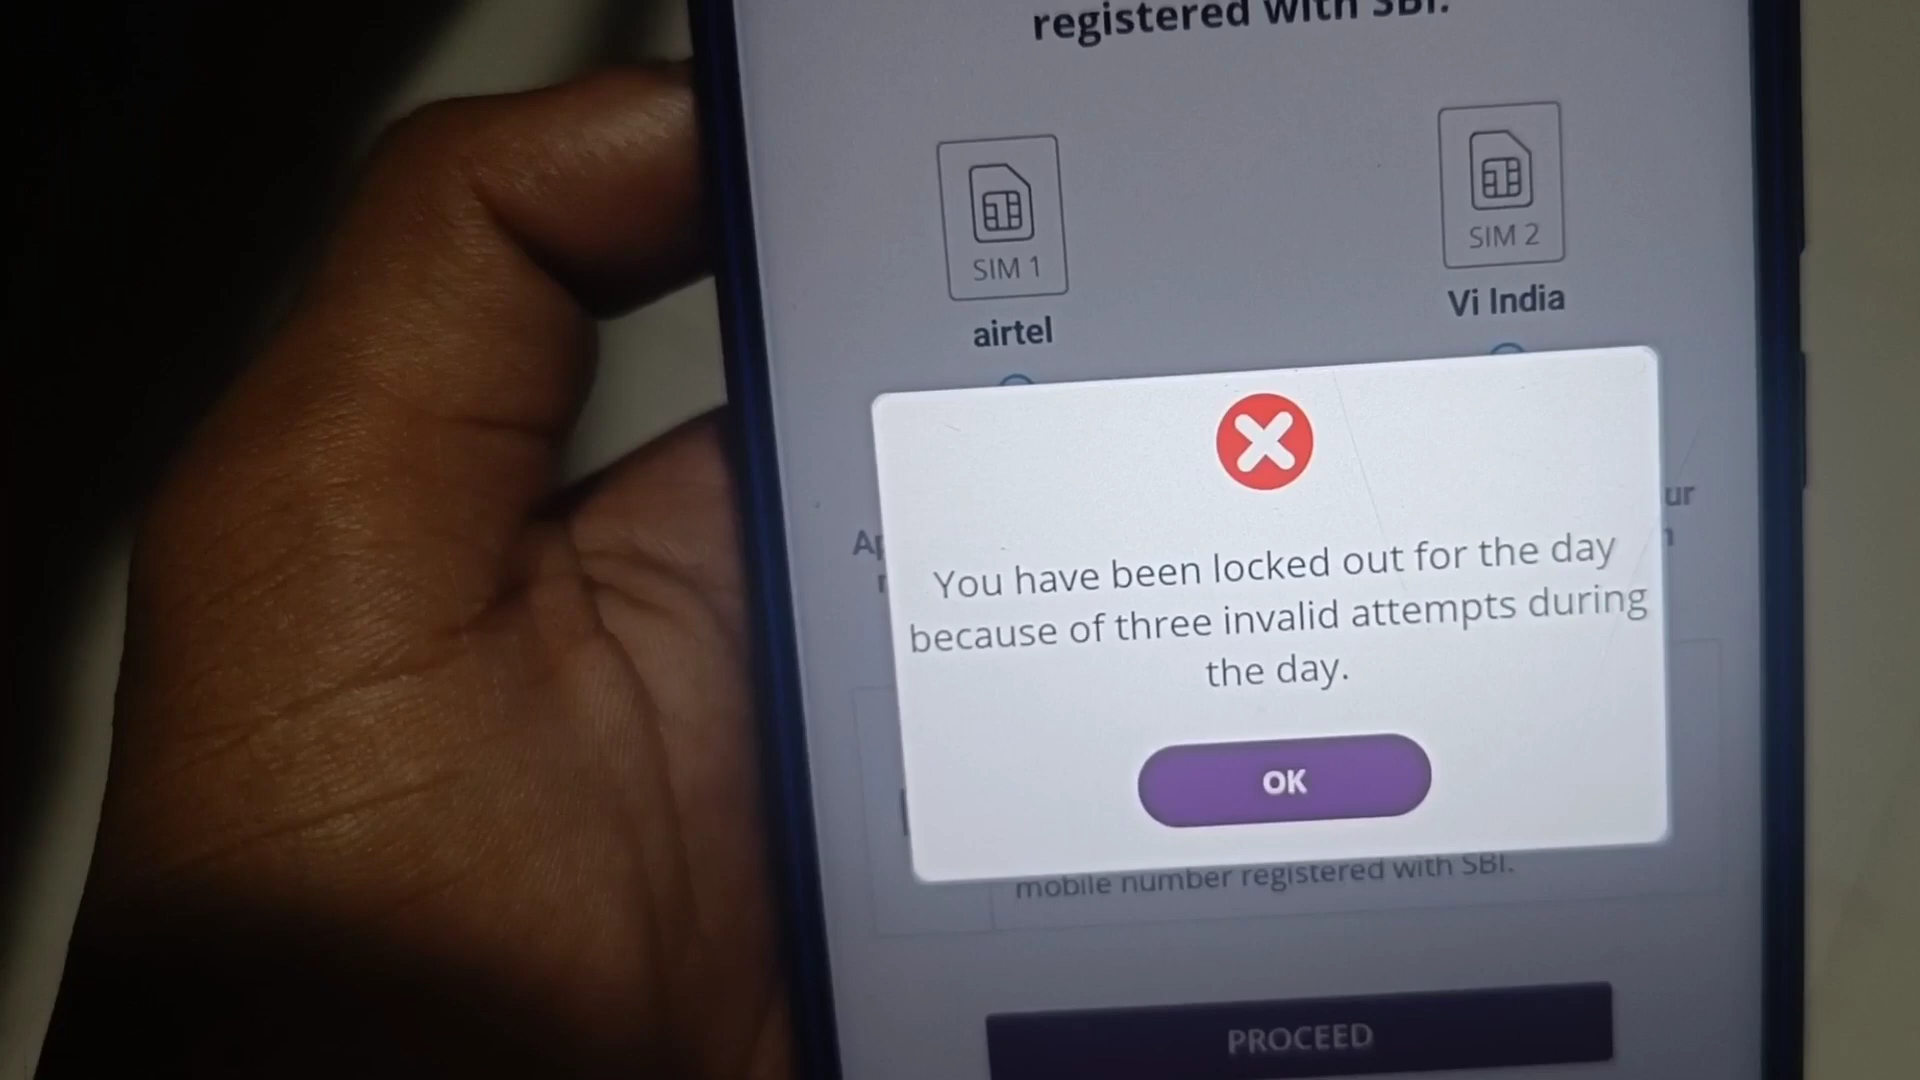 registered with SBI.
SIM 1
SIM 2
airtel
Vi India
ur
You have been locked out for the day
because of three invalid attempts during
the day.
OK
mobile number registered with SBI.
PROCEED